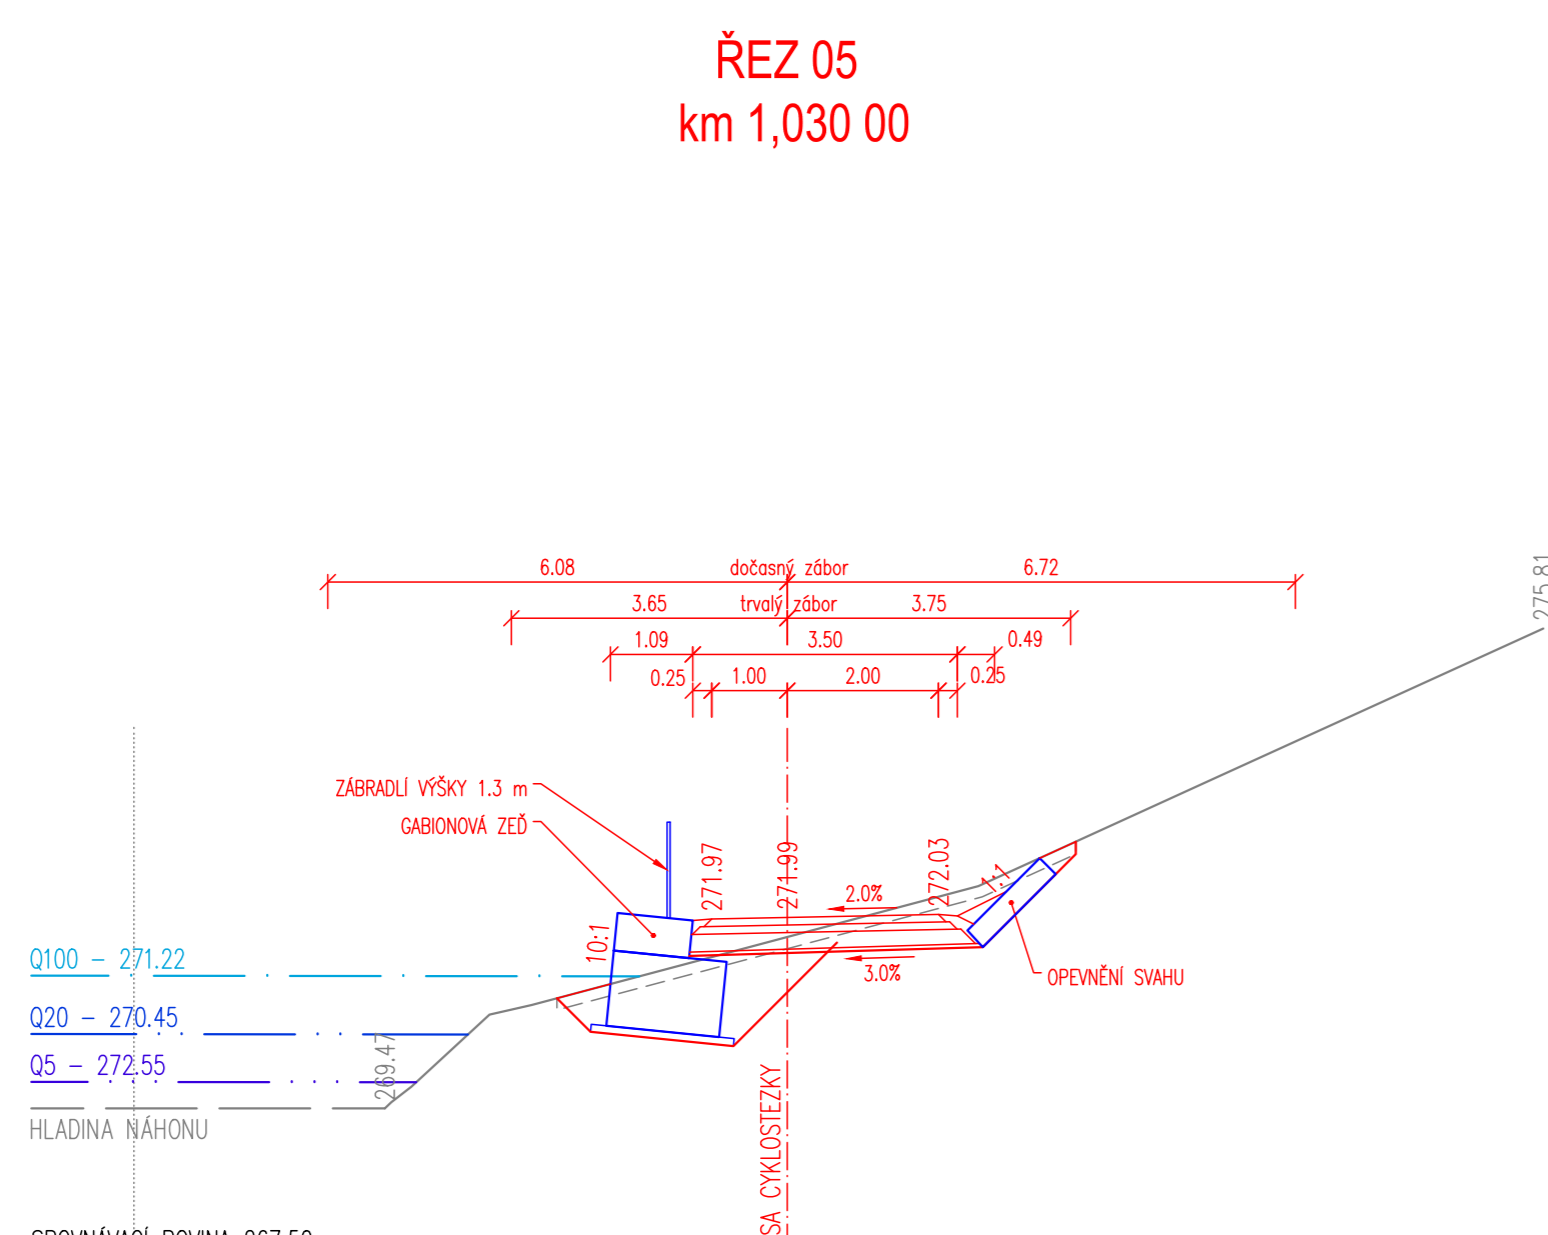 ŘEZ 05
km 1,030 00
6.08 dočasný zábor 6.72
275.81
3.65 trvalý zábor 3.75
1.09 3.50 0.49
0.25 1.00 2.00 0.25
ZÁBRADLÍ VÝŠKY 1.3 m
GABIONOVÁ ZEĎ
271.97
271.99
272.03
2.0%
1:1
10:1
3.0%
OPEVNĚNÍ SVAHU
Q100 – 271.22
Q20 – 270.45
Q5 – 272.55
269.47
HLADINA NÁHONU
SA CYKLOSTEZKY